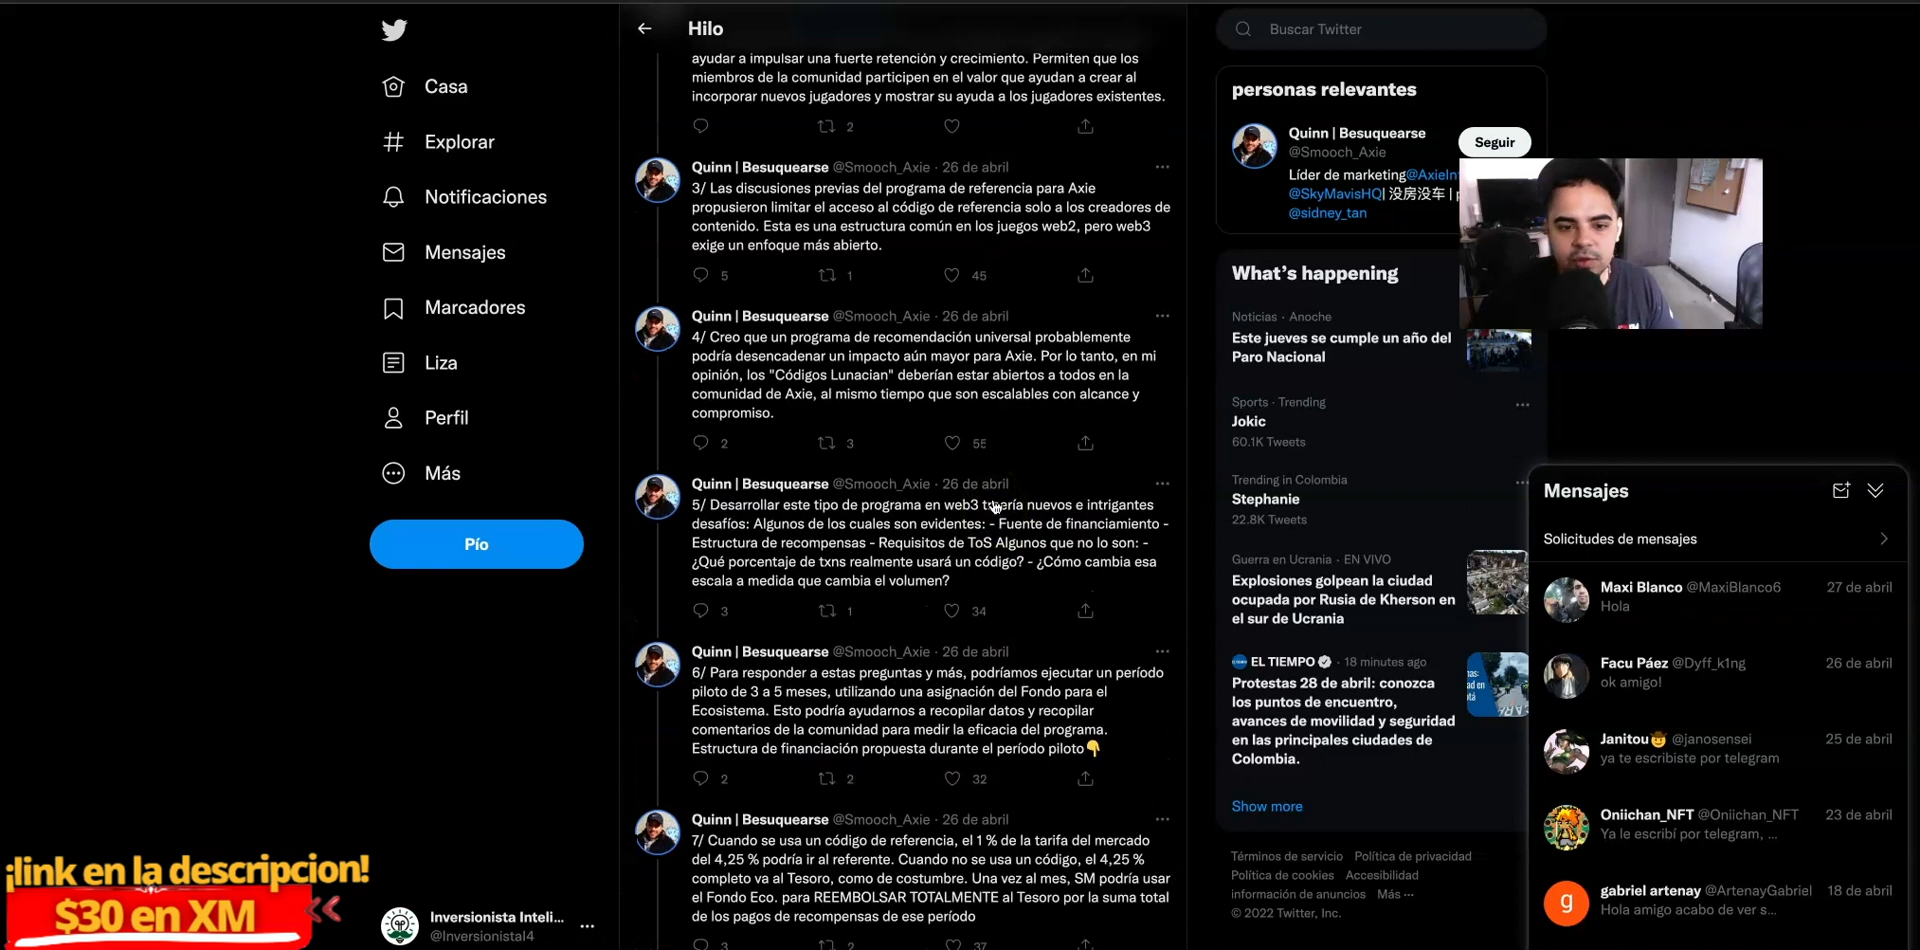 Casa
Explorar
Notificaciones
Mensajes
Marcadores
Liza
Perfil
Más
Pío
¡link en la descripcion!
$30 en XM
Inversionista Inteli...
@Inversionistal4
Hilo
ayudar a impulsar una fuerte retención y crecimiento. Permiten que los
miembros de la comunidad participen en el valor que ayudan a crear al
incorporar nuevos jugadores y mostrar su ayuda a los jugadores existentes.
2
Quinn | Besuquearse @Smooch_Axie · 26 de abril
3/ Las discusiones previas del programa de referencia para Axie
propusieron limitar el acceso al código de referencia solo a los creadores de
contenido. Esta es una estructura común en los juegos web2, pero web3
exige un enfoque más abierto.
5 1 45
Quinn | Besuquearse @Smooch_Axie · 26 de abril
4/ Creo que un programa de recomendación universal probablemente
podría desencadenar un impacto aún mayor para Axie. Por lo tanto, en mi
opinión, los "Códigos Lunacian" deberían estar abiertos a todos en la
comunidad de Axie, al mismo tiempo que son escalables con alcance y
compromiso.
2 3 55
Quinn | Besuquearse @Smooch_Axie · 26 de abril
5/ Desarrollar este tipo de programa en web3 nuevos e intrigantes
desafíos: Algunos de los cuales son evidentes: - Fuente de financiamiento -
Estructura de recompensas - Requisitos de ToS Algunos que no lo son: -
¿Qué porcentaje de txns realmente usará un código? - ¿Cómo cambia esa
escala a medida que cambia el volumen?
3 1 34
Quinn | Besuquearse @Smooch_Axie · 26 de abril
6/ Para responder a estas preguntas y más, podríamos ejecutar un período
piloto de 3 a 5 meses, utilizando una asignación del Fondo para el
Ecosistema. Esto podría ayudarnos a recopilar datos y recopilar
comentarios de la comunidad para medir la eficacia del programa.
Estructura de financiación propuesta durante el período piloto👇
2 2 32
Quinn | Besuquearse @Smooch_Axie · 26 de abril
7/ Cuando se usa un código de referencia, el 1 % de la tarifa del mercado
del 4,25 % podría ir al referente. Cuando no se usa un código, el 4,25 %
completo va al Tesoro, como de costumbre. Una vez al mes, SM podría usar
el Fondo Eco. para REEMBOLSAR TOTALMENTE al Tesoro por la suma total
de los pagos de recompensas de ese período
3 2 37
Buscar Twitter
personas relevantes
Quinn | Besuquearse
@Smooch_Axie
Seguir
Líder de marketing@AxieIn
@SkyMavisHQ| 没房没车 | p
@sidney_tan
What's happening
Noticias · Anoche
Este jueves se cumple un año del
Paro Nacional
Sports · Trending
Jokic
60.1K Tweets
Trending in Colombia
Stephanie
22.8K Tweets
Guerra en Ucrania · EN VIVO
Explosiones golpean la ciudad
ocupada por Rusia de Kherson en
el sur de Ucrania
EL TIEMPO · 18 minutes ago
Protestas 28 de abril: conozca
los puntos de encuentro,
avances de movilidad y seguridad
en las principales ciudades de
Colombia.
Show more
Términos de servicio Política de privacidad
Política de cookies Accesibilidad
información de anuncios Más ···
© 2022 Twitter, Inc.
Mensajes
Solicitudes de mensajes
Maxi Blanco @MaxiBlanco6 27 de abril
Hola
Facu Páez @Dyff_k1ng 26 de abril
ok amigo!
Janitou🤠 @janosensei 25 de abril
ya te escribiste por telegram
Oniichan_NFT @Oniichan_NFT 23 de abril
Ya le escribí por telegram, ...
g
gabriel artenay @ArtenayGabriel 18 de abril
Hola amigo acabo de ver s...